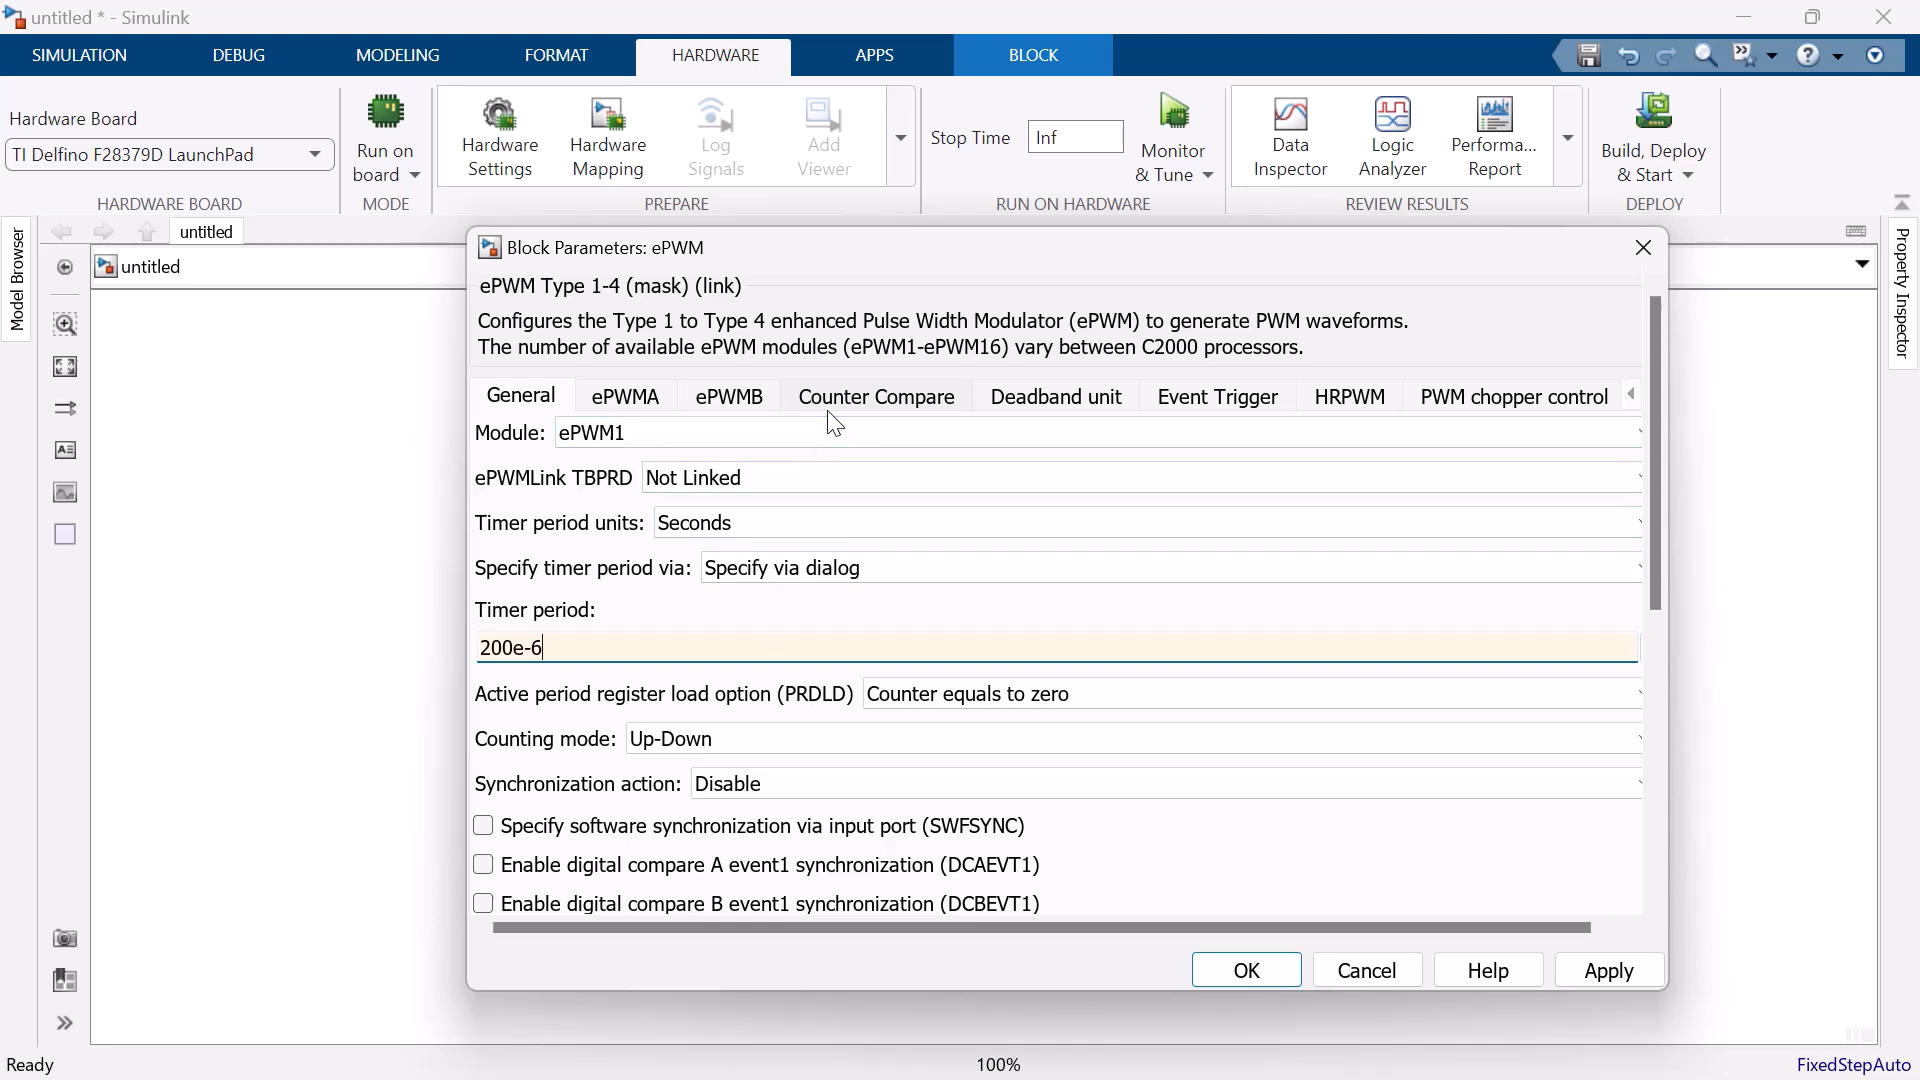 untitled * - Simulink
SIMULATION DEBUG MODELING FORMAT HARDWARE APPS BLOCK
Hardware Board
TI Delfino F28379D LaunchPad
HARDWARE BOARD
Run on
board
MODE
Hardware
Settings
Hardware
Mapping
Log
Signals
Add
Viewer
PREPARE
Stop Time Inf
Monitor
& Tune
RUN ON HARDWARE
Data
Inspector
Logic
Analyzer
Performa...
Report
REVIEW RESULTS
Build, Deploy
& Start
DEPLOY
Model Browser
untitled
untitled
Property Inspector
Block Parameters: ePWM
ePWM Type 1-4 (mask) (link)
Configures the Type 1 to Type 4 enhanced Pulse Width Modulator (ePWM) to generate PWM waveforms.
The number of available ePWM modules (ePWM1-ePWM16) vary between C2000 processors.
General ePWMA ePWMB Counter Compare Deadband unit Event Trigger HRPWM PWM chopper control
Module: ePWM1
ePWMLink TBPRD Not Linked
Timer period units: Seconds
Specify timer period via: Specify via dialog
Timer period:
200e-6
Active period register load option (PRDLD) Counter equals to zero
Counting mode: Up-Down
Synchronization action: Disable
Specify software synchronization via input port (SWFSYNC)
Enable digital compare A event1 synchronization (DCAEVT1)
Enable digital compare B event1 synchronization (DCBEVT1)
OK Cancel Help Apply
Ready 100% FixedStepAuto